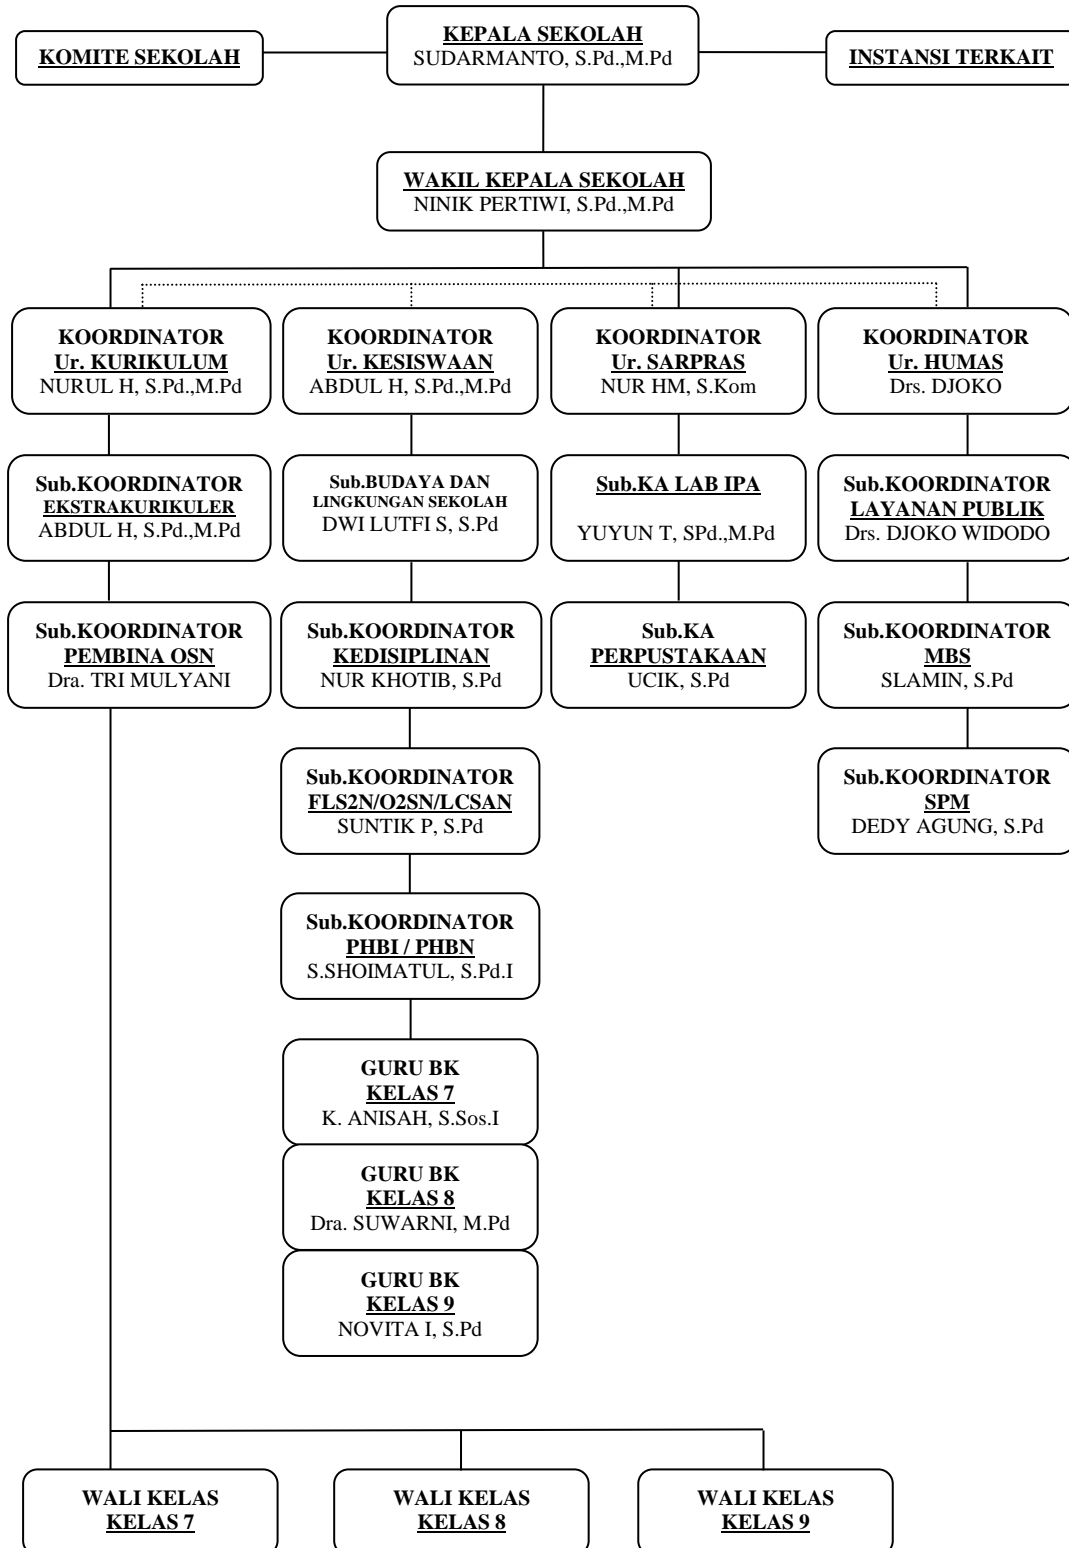 KOMITE SEKOLAH
KEPALA SEKOLAH
SUDARMANTO, S.Pd.,M.Pd
INSTANSI TERKAIT
WAKIL KEPALA SEKOLAH
NINIK PERTIWI, S.Pd.,M.Pd
KOORDINATOR
Ur. KURIKULUM
NURUL H, S.Pd.,M.Pd
KOORDINATOR
Ur. KESISWAAN
ABDUL H, S.Pd.,M.Pd
KOORDINATOR
Ur. SARPRAS
NUR HM, S.Kom
KOORDINATOR
Ur. HUMAS
Drs. DJOKO
Sub.KOORDINATOR
EKSTRAKURIKULER
ABDUL H, S.Pd.,M.Pd
Sub.BUDAYA DAN
LINGKUNGAN SEKOLAH
DWI LUTFI S, S.Pd
Sub.KA LAB IPA
YUYUN T, SPd.,M.Pd
Sub.KOORDINATOR
LAYANAN PUBLIK
Drs. DJOKO WIDODO
Sub.KOORDINATOR
PEMBINA OSN
Dra. TRI MULYANI
Sub.KOORDINATOR
KEDISIPLINAN
NUR KHOTIB, S.Pd
Sub.KA
PERPUSTAKAAN
UCIK, S.Pd
Sub.KOORDINATOR
MBS
SLAMIN, S.Pd
Sub.KOORDINATOR
FLS2N/O2SN/LCSAN
SUNTIK P, S.Pd
Sub.KOORDINATOR
SPM
DEDY AGUNG, S.Pd
Sub.KOORDINATOR
PHBI / PHBN
S.SHOIMATUL, S.Pd.I
GURU BK
KELAS 7
K. ANISAH, S.Sos.I
GURU BK
KELAS 8
Dra. SUWARNI, M.Pd
GURU BK
KELAS 9
NOVITA I, S.Pd
WALI KELAS
KELAS 7
WALI KELAS
KELAS 8
WALI KELAS
KELAS 9